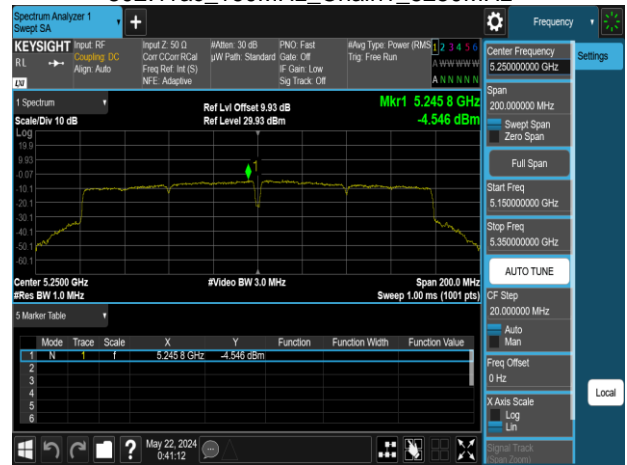 Spectrum Analyzer 1
Swept SA
Frequency
KEYSIGHT
RL
LXI
Input: RF
Coupling: DC
Align: Auto
Input Z: 50 Ω
Corr CCorr RCal
Freq Ref: Int (S)
NFE: Adaptive
#Atten: 30 dB
µW Path: Standard
PNO: Fast
Gate: Off
IF Gain: Low
Sig Track: Off
#Avg Type: Power (RMS
Trig: Free Run
1 2 3 4 5 6
A W W W W W
A N N N N N
Center Frequency
5.250000000 GHz
Settings
Span
200.000000 MHz
Swept Span
Zero Span
Full Span
Start Freq
5.150000000 GHz
Stop Freq
5.350000000 GHz
AUTO TUNE
CF Step
20.000000 MHz
Auto
Man
Freq Offset
0 Hz
X Axis Scale
Log
Lin
Signal Track
(Span Zoom)
Local
1 Spectrum
Scale/Div 10 dB
Ref Lvl Offset 9.93 dB
Ref Level 29.93 dBm
Mkr1 5.245 8 GHz
-4.546 dBm
Log
19.9
9.93
-0.07
-10.1
-20.1
-30.1
-40.1
-50.1
-60.1
1
Center 5.2500 GHz
#Res BW 1.0 MHz
#Video BW 3.0 MHz
Span 200.0 MHz
Sweep 1.00 ms (1001 pts)
5 Marker Table
Mode Trace Scale X Y Function Function Width Function Value
1 N 1 f 5.245 8 GHz -4.546 dBm
2
3
4
5
6
May 22, 2024
0:41:12